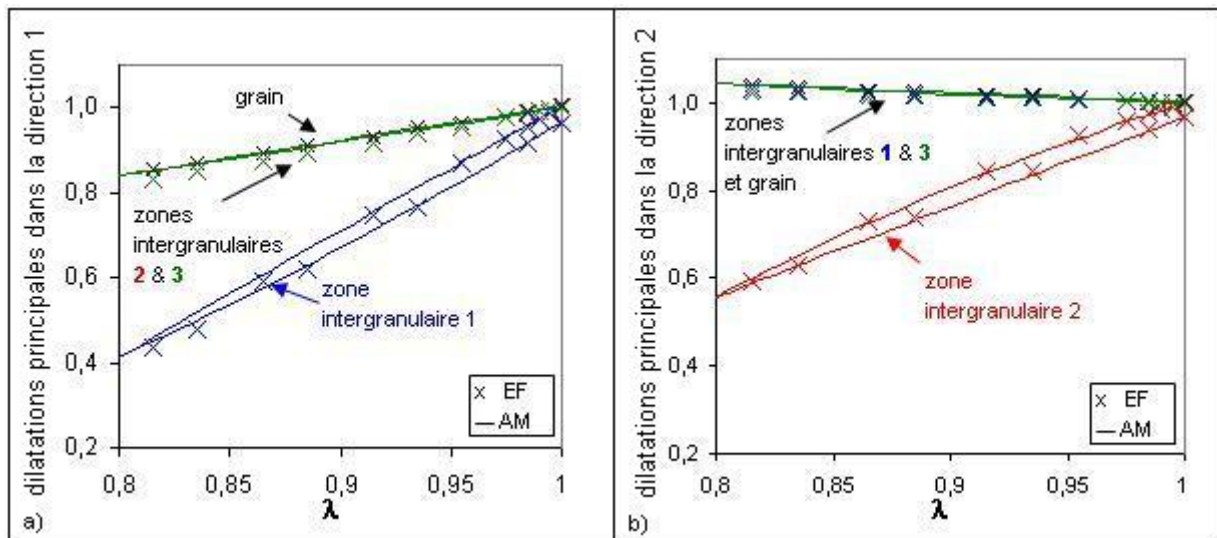 dilatations principales dans la direction 1
1,0
0,8
0,6
0,4
0,2
grain
zones
intergranulaires
2 & 3
zone
intergranulaire 1
× EF
— AM
0,8 0,85 0,9 0,95 1
λ
a)
dilatations principales dans la direction 2
1,0
0,8
0,6
0,4
0,2
zones
intergranulaires 1 & 3
et grain
zone
intergranulaire 2
× EF
— AM
0,8 0,85 0,9 0,95 1
λ
b)